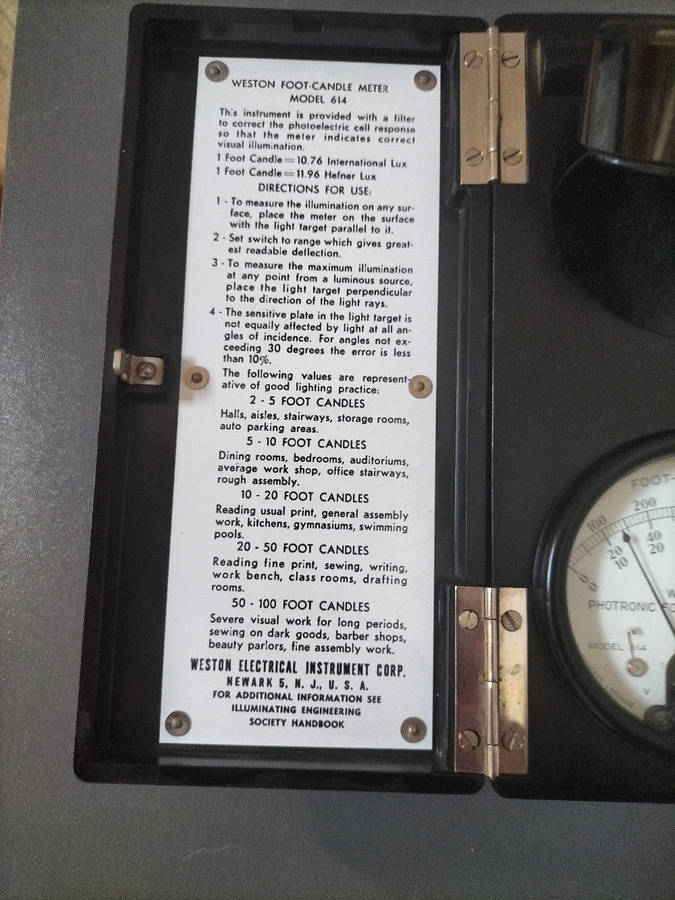 WESTON FOOT-CANDLE METER
MODEL 614
This instrument is provided with a filter
to correct the photoelectric cell response
so that the meter indicates correct
visual illumination.
1 Foot Candle = 10.76 International Lux
1 Foot Candle = 11.96 Hefner Lux
DIRECTIONS FOR USE:
1 - To measure the illumination on any sur-
face, place the meter on the surface
with the light target parallel to it.
2 - Set switch to range which gives great-
est readable deflection.
3 - To measure the maximum illumination
at any point from a luminous source,
place the light target perpendicular
to the direction of the light rays.
4 - The sensitive plate in the light target is
not equally affected by light at all an-
gles of incidence. For angles not ex-
ceeding 30 degrees the error is less
than 10%.
The following values are represent-
ative of good lighting practice:
2 - 5 FOOT CANDLES
Halls, aisles, stairways, storage rooms,
auto parking areas.
5 - 10 FOOT CANDLES
Dining rooms, bedrooms, auditoriums,
average work shop, office stairways,
rough assembly.
10 - 20 FOOT CANDLES
Reading usual print, general assembly
work, kitchens, gymnasiums, swimming
pools.
20 - 50 FOOT CANDLES
Reading fine print, sewing, writing,
work bench, class rooms, drafting
rooms.
50 - 100 FOOT CANDLES
Severe visual work for long periods,
sewing on dark goods, barber shops,
beauty parlors, fine assembly work.
WESTON ELECTRICAL INSTRUMENT CORP.
NEWARK 5, N. J., U. S. A.
FOR ADDITIONAL INFORMATION SEE
ILLUMINATING ENGINEERING
SOCIETY HANDBOOK
FOOT-
100 200
20 40
10 20
0
0
W
PHOTRONIC FO
MODEL 614